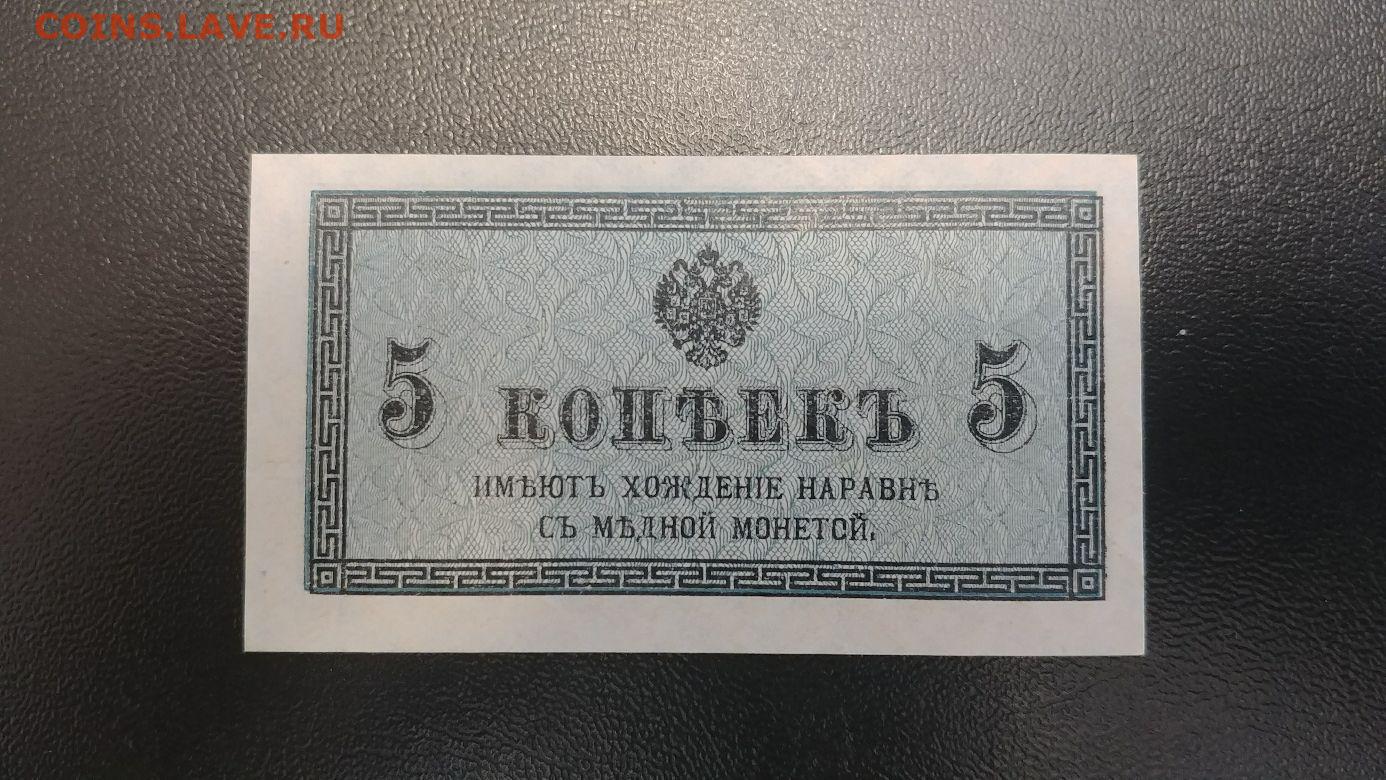 COINS.LAVE.RU
5 КОПѢЕКЪ 5
ИМѢЮТЪ ХОЖДЕНІЕ НАРАВНѢ
СЪ МѢДНОЙ МОНЕТОЙ.